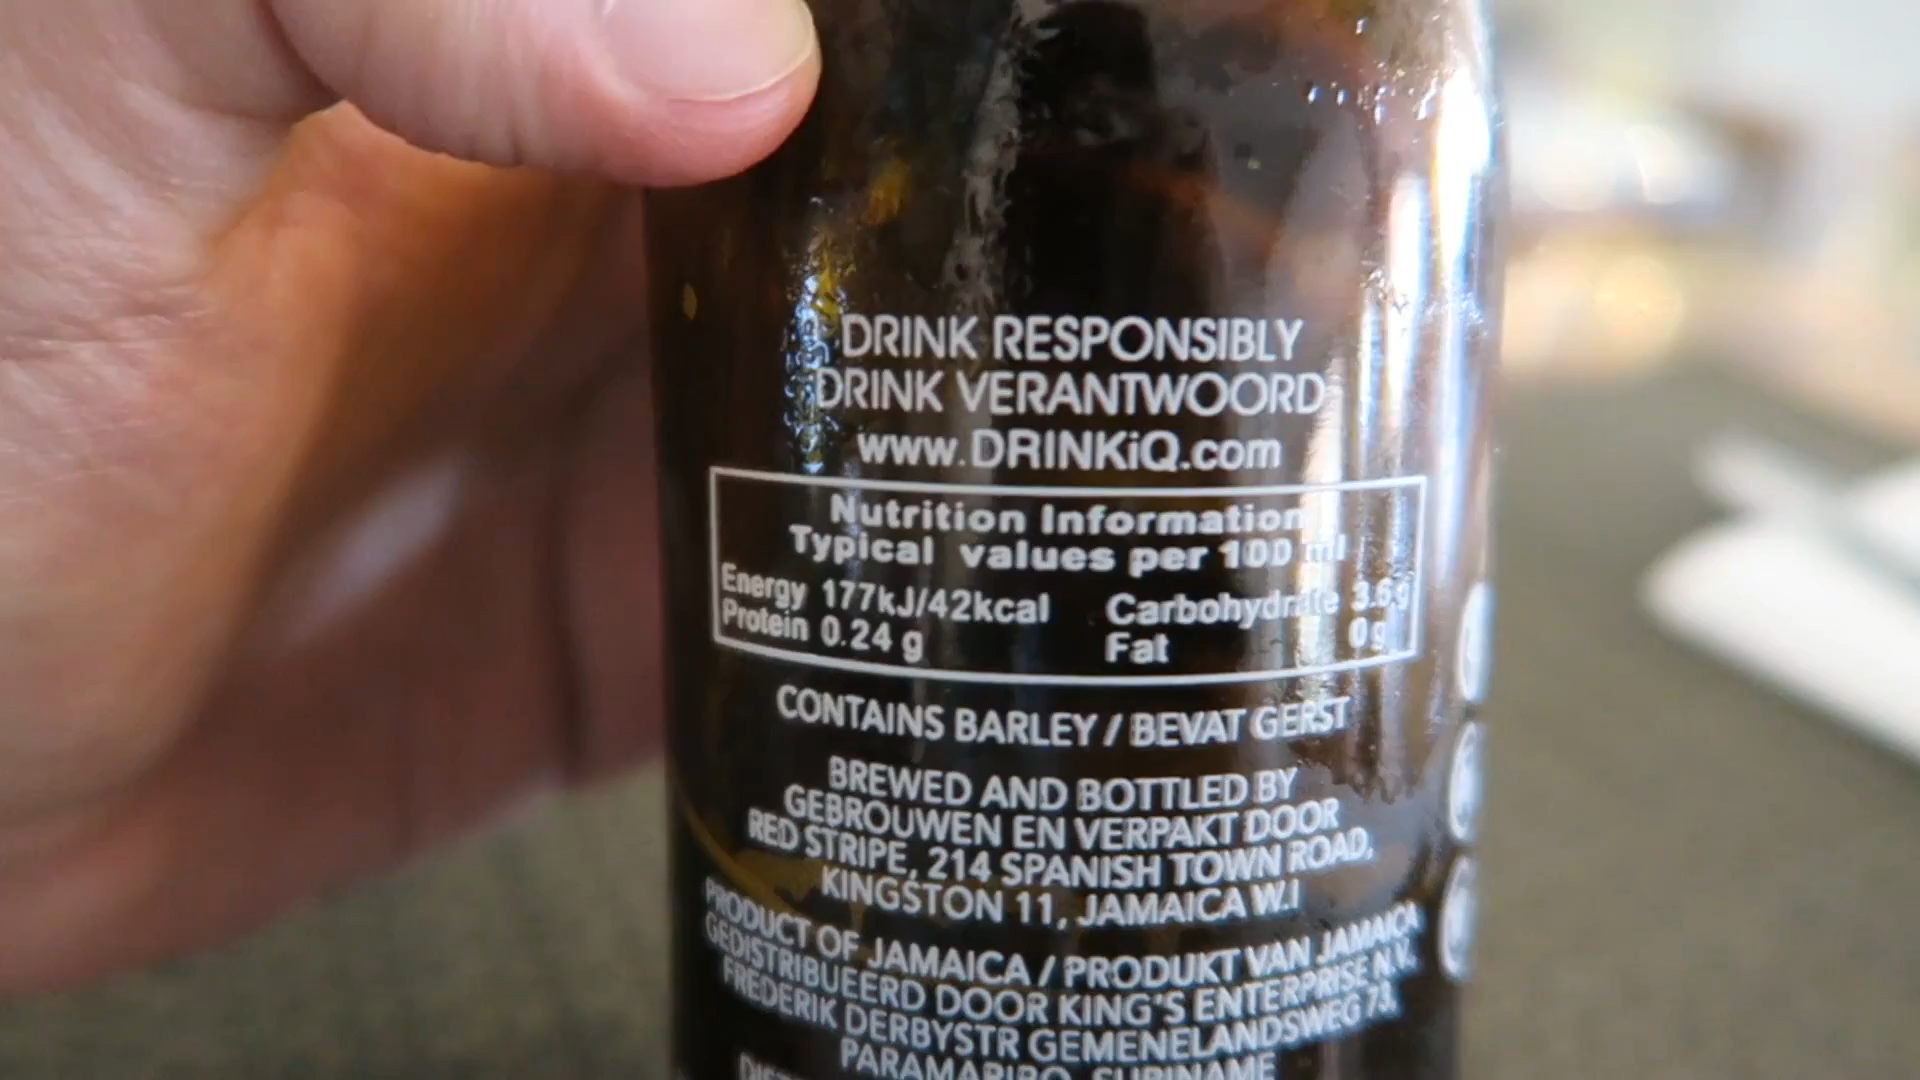 DRINK RESPONSIBLY
DRINK VERANTWOORD
www.DRINKiQ.com
Nutrition Information
Typical values per 100 ml
Energy 177kJ/42kcal Carbohydrate 3.6g
Protein 0.24 g Fat 0g
CONTAINS BARLEY / BEVAT GERST
BREWED AND BOTTLED BY
GEBROUWEN EN VERPAKT DOOR
RED STRIPE, 214 SPANISH TOWN ROAD,
KINGSTON 11, JAMAICA W.I
PRODUCT OF JAMAICA / PRODUKT VAN JAMAICA
GEDISTRIBUEERD DOOR KING'S ENTERPRISE N.V.
FREDERIK DERBYSTR GEMENELANDSWEG 73,
PARAMARIBO, SURINAME